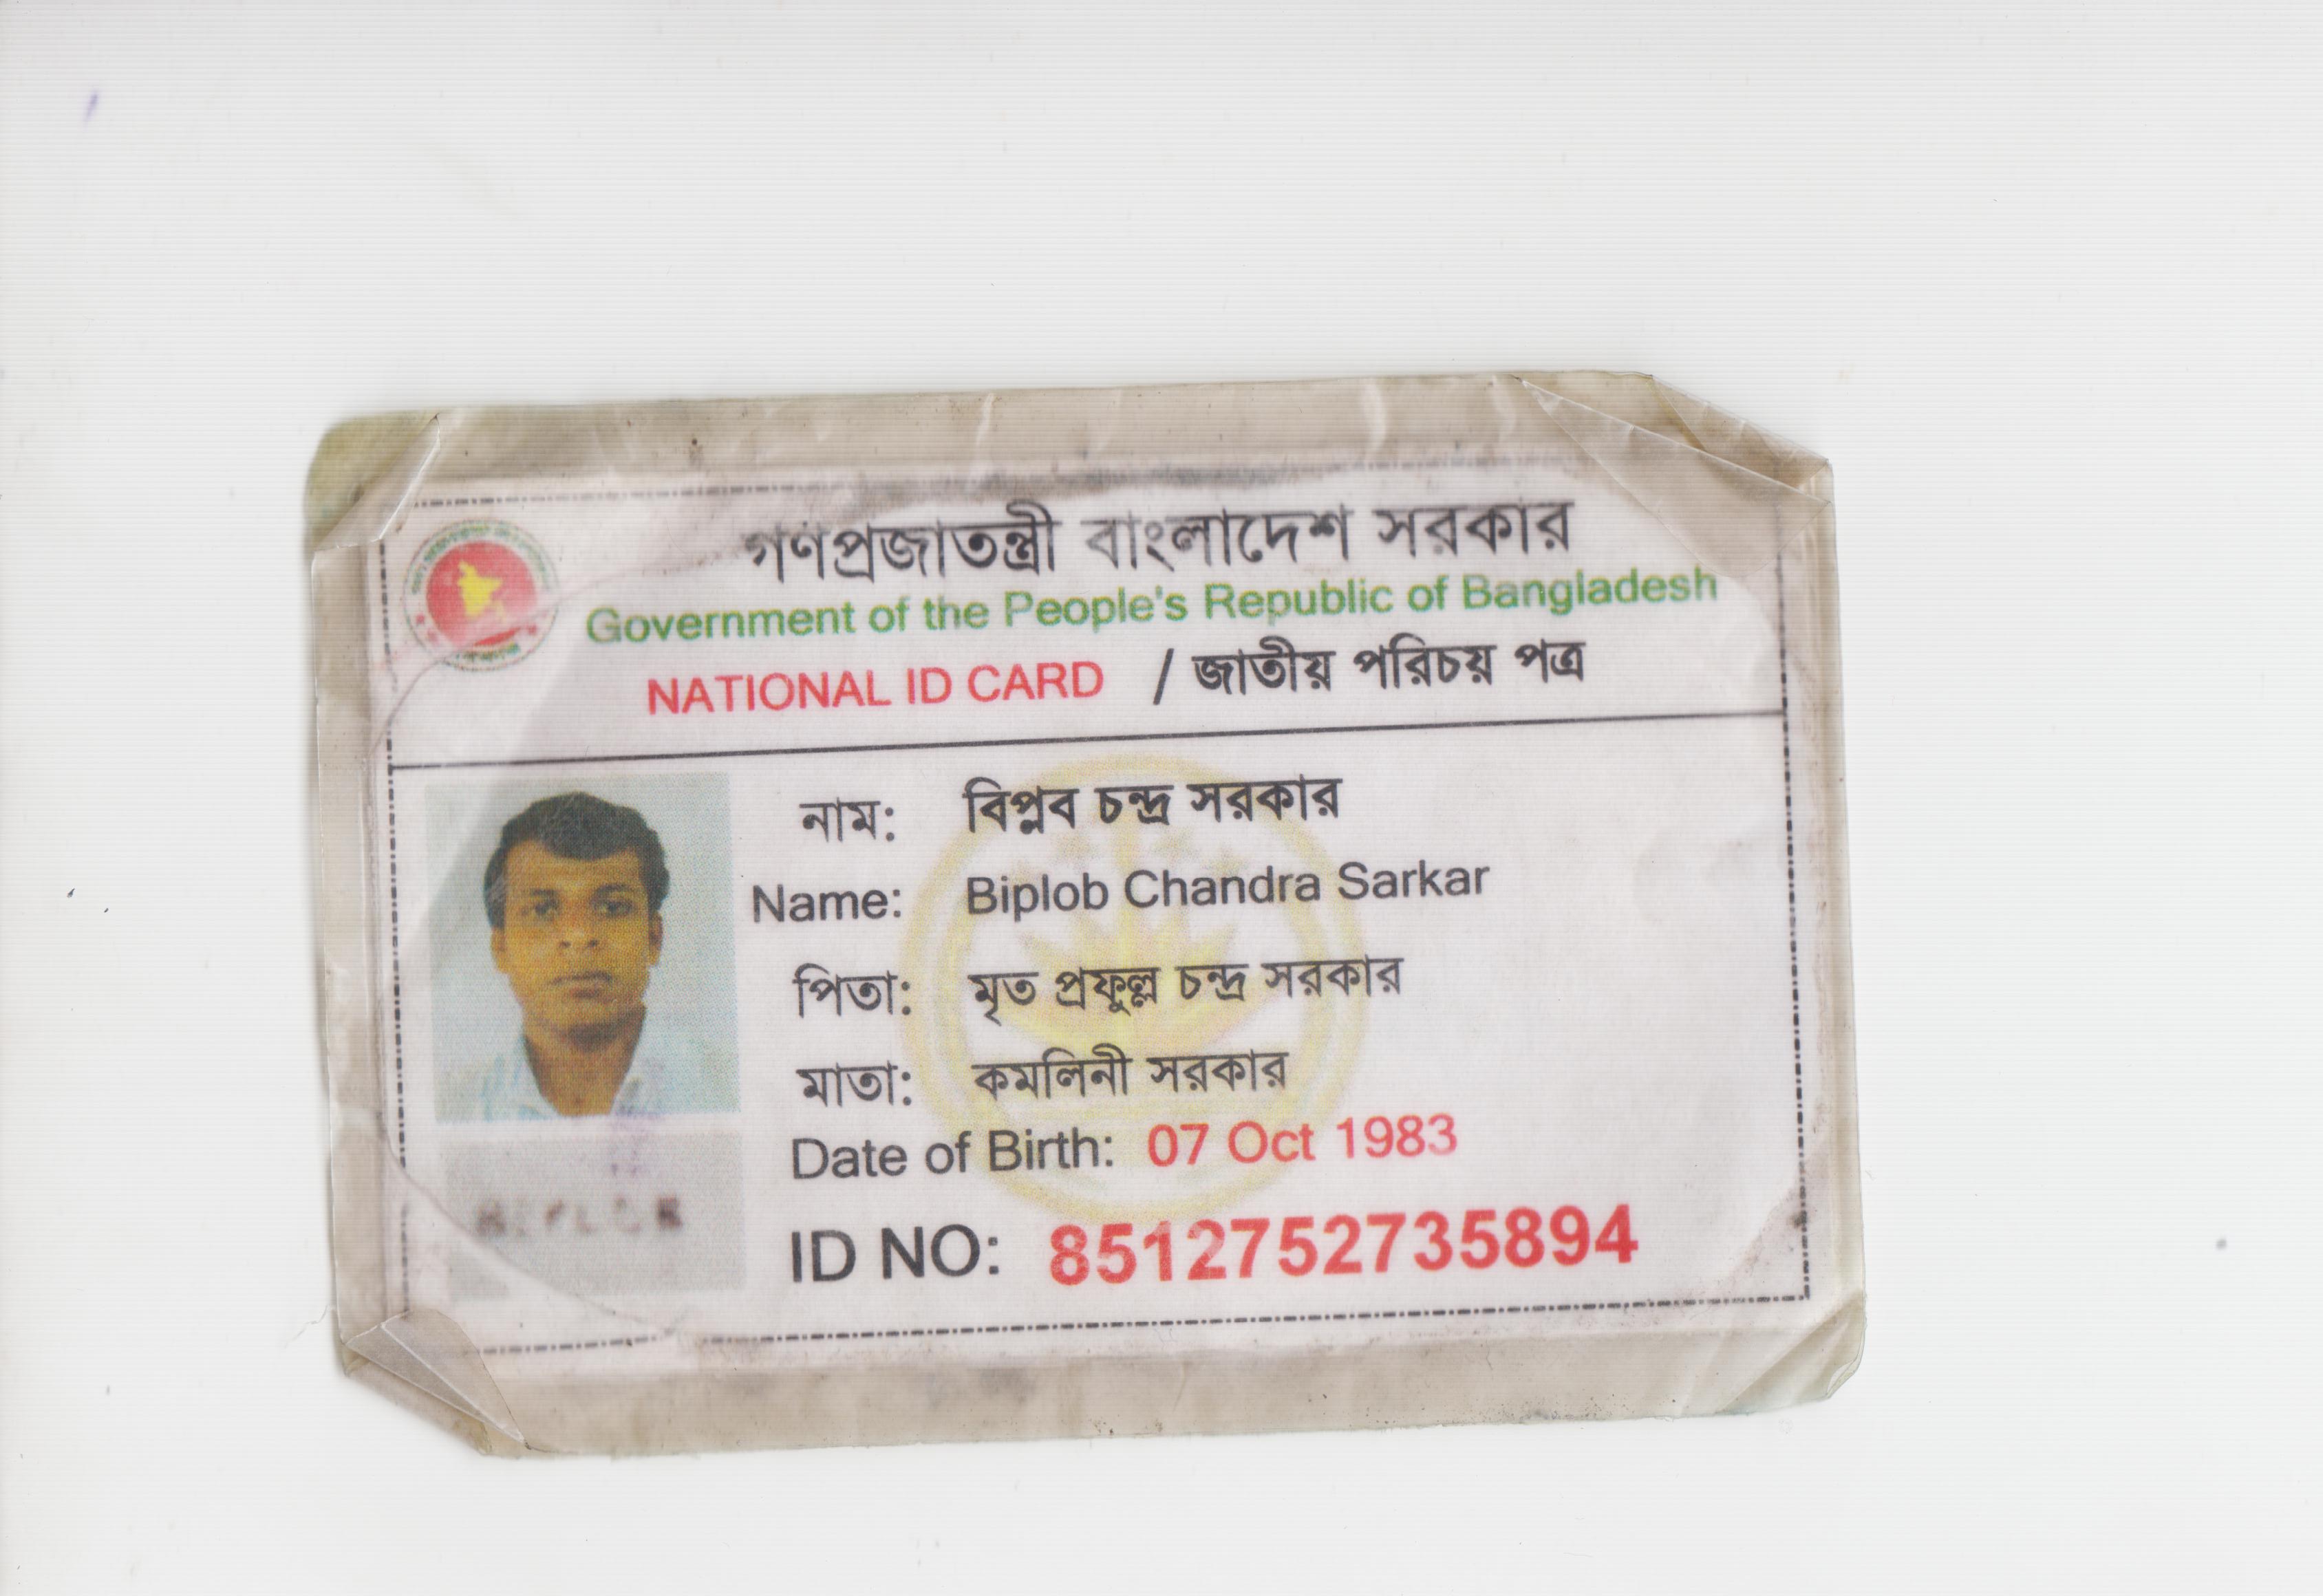 গণপ্রজাতন্ত্রী বাংলাদেশ সরকার
Government of the People's Republic of Bangladesh
NATIONAL ID CARD / জাতীয় পরিচয় পত্র
নাম: বিপ্লব চন্দ্র সরকার
Name: Biplob Chandra Sarkar
পিতা: মৃত প্রফুল্ল চন্দ্র সরকার
মাতা: কমলিনী সরকার
Date of Birth: 07 Oct 1983
ID NO: 8512752735894